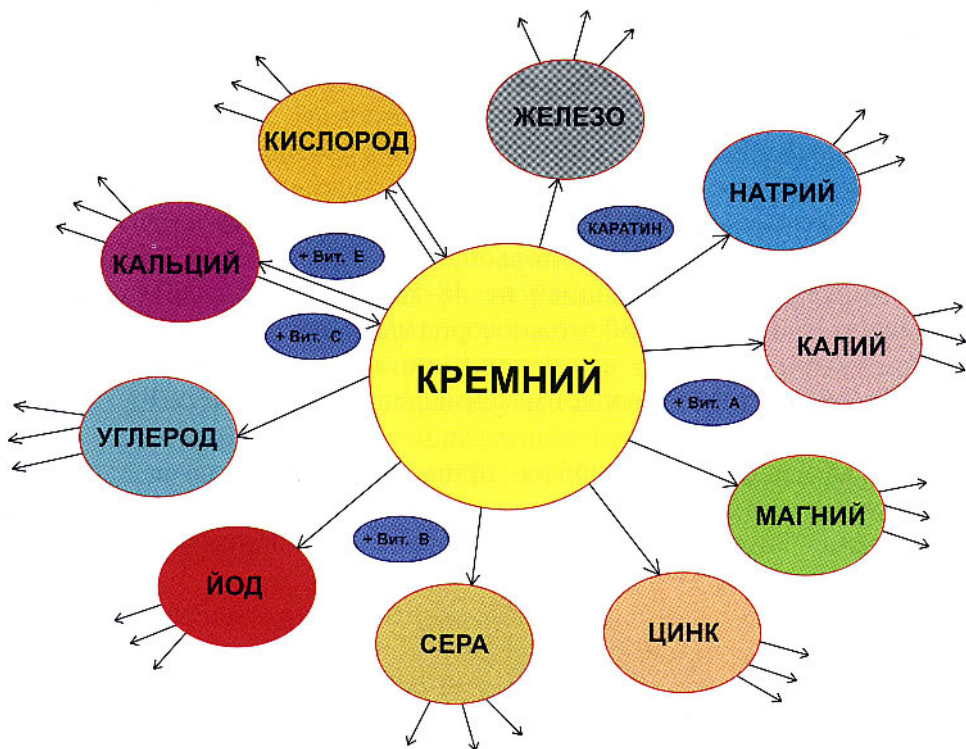 ЖЕЛЕЗО
КИСЛОРОД
НАТРИЙ
КАРАТИН
+ Вит. Е
КАЛЬЦИЙ
+ Вит. С
КАЛИЙ
КРЕМНИЙ
+ Вит. А
УГЛЕРОД
МАГНИЙ
+ Вит. В
ЙОД
ЦИНК
СЕРА